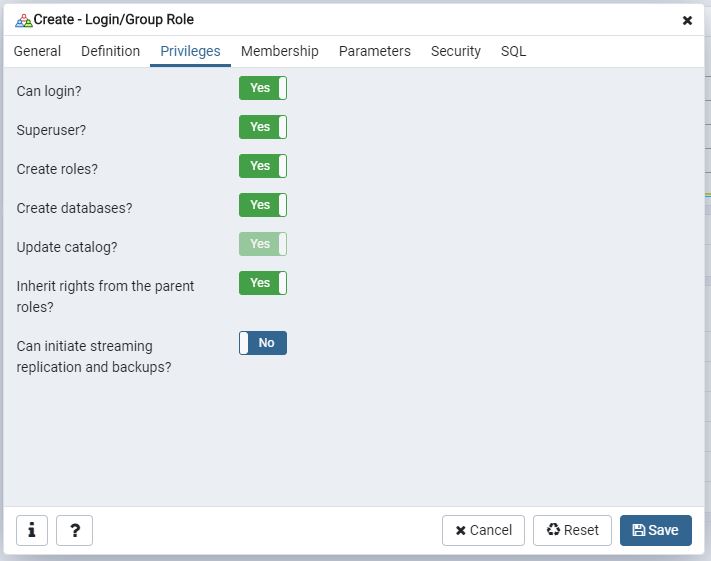 Create - Login/Group Role
General Definition Privileges Membership Parameters Security SQL
Can login? Yes
Superuser? Yes
Create roles? Yes
Create databases? Yes
Update catalog? Yes
Inherit rights from the parent
roles? Yes
Can initiate streaming
replication and backups? No
i ? Cancel Reset Save